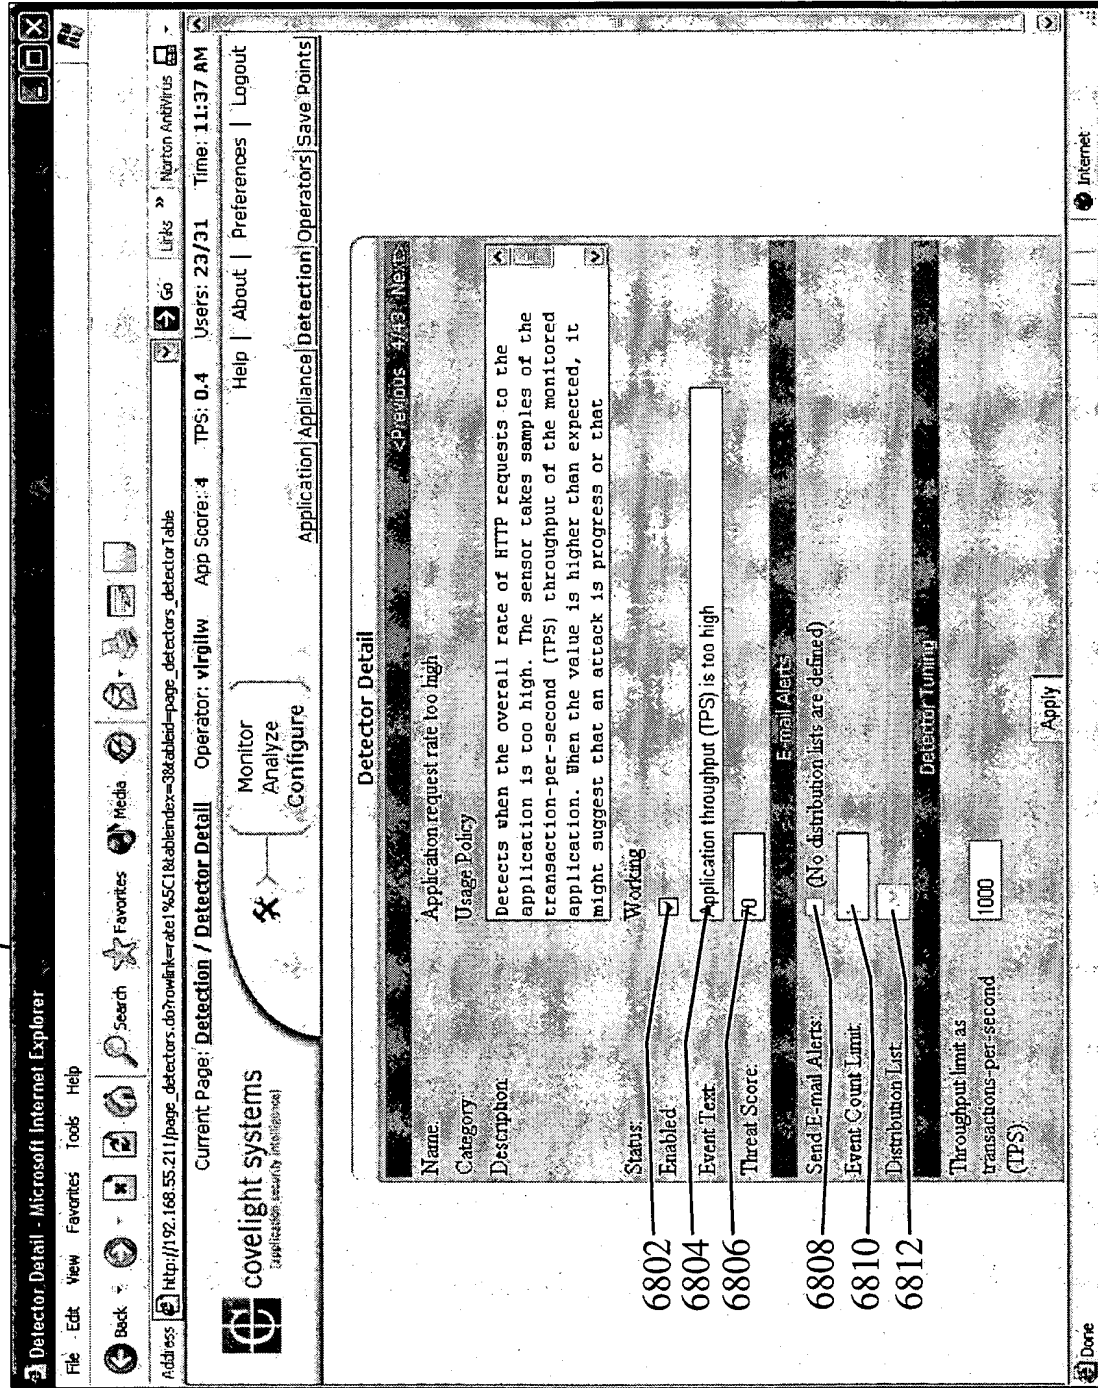 Detector Detail - Microsoft Internet Explorer
File Edit View Favorites Tools Help
Back Search Favorites Media
Address http://192.168.55.21/page_detectors.do?rowlink=rate1%5C1&tableindex=3&tableid=page_detectors_detectorTable Go Links » Norton Antivirus
Current Page: Detection / Detector Detail Operator: virgilw App Score: 4 TPS: 0.4 Users: 23/31 Time: 11:37 AM
covelight systems
[application security intelligence]
Monitor
Analyze
Configure
Help | About | Preferences | Logout
Application| Appliance| Detection| Operators| Save Points|
Detector Detail
<Previous 4/43 Next>
Name: Application request rate too high
Category: Usage Policy
Description: Detects when the overall rate of HTTP requests to the
application is too high. The sensor takes samples of the
transaction-per-second (TPS) throughput of the monitored
application. When the value is higher than expected, it
might suggest that an attack is progress or that
Status: Working
6802 Enabled:
6804 Event Text: Application throughput (TPS) is too high
6806 Threat Score: 70
E-mail Alerts
6808 Send E-mail Alerts: (No distribution lists are defined)
6810 Event Count Limit:
6812 Distribution List:
Detector Tuning
Throughput limit as
transactions-per-second
(TPS): 1000
Apply
Done Internet